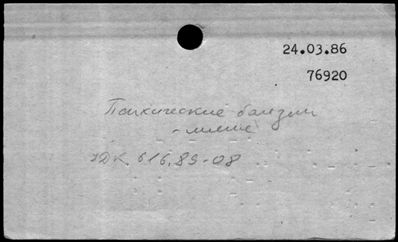 24.03.86
76920
Психические болезни
- лечение
УДК. 616.89-08